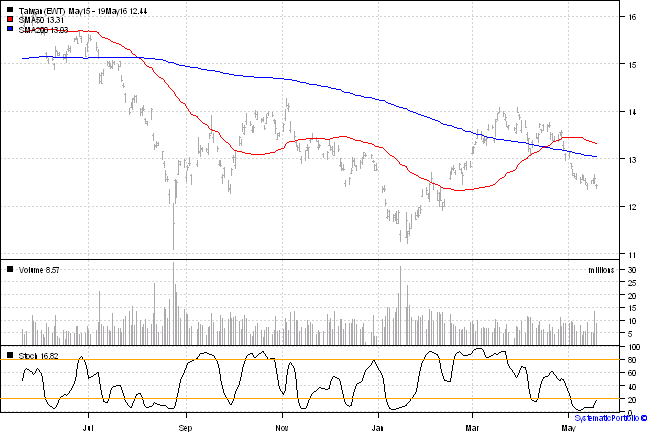 Taiwan (EWT) May15 - 19May16 12.44
SMA50 13.31
SMA200 13.03
16
15
14
13
12
11
Volume 8.57
millions
30
25
20
15
10
5
Stoch 16.82
100
80
60
40
20
0
Jul
Sep
Nov
Jan
Mar
May
SystematicPortfolio ©